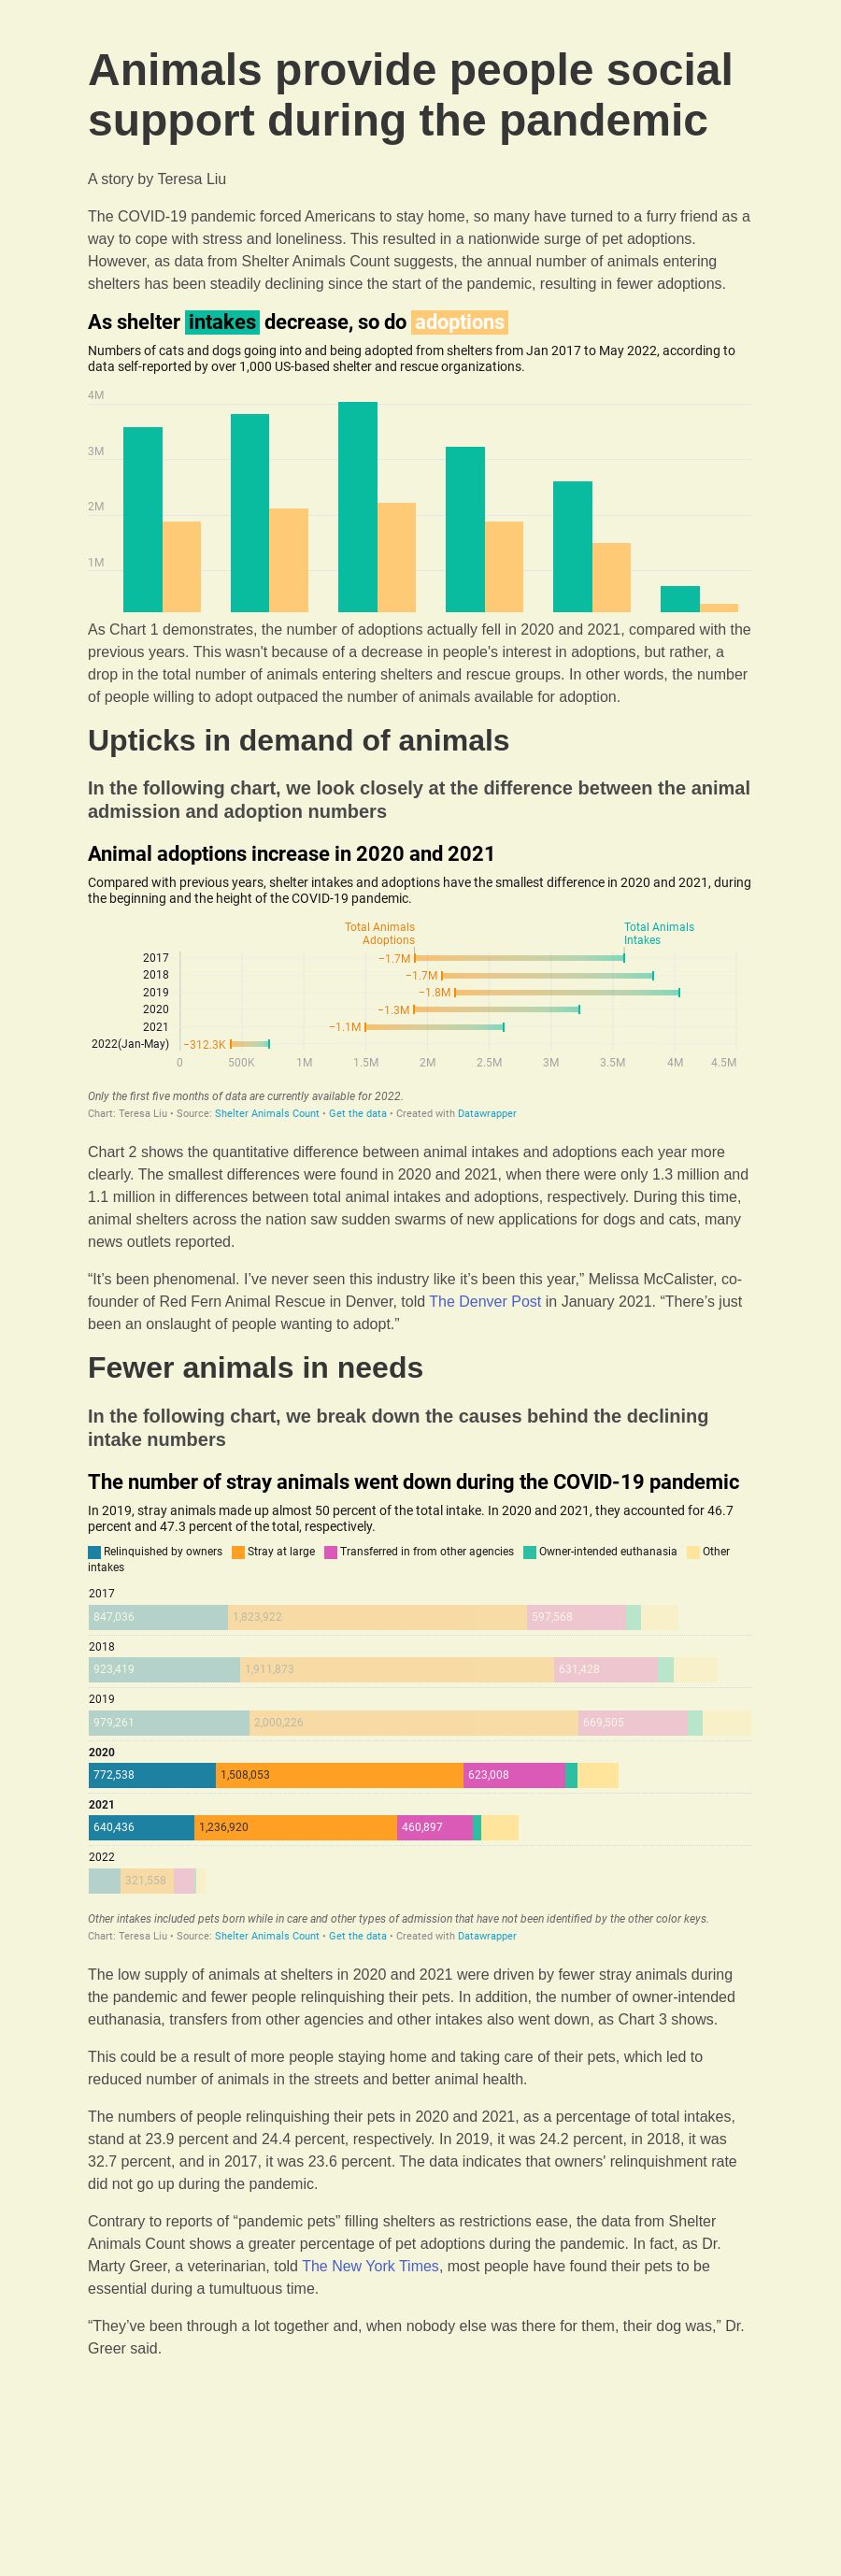 Animals provide people social
support during the pandemic
A story by Teresa Liu
The COVID-19 pandemic forced Americans to stay home, so many have turned to a furry friend as a
way to cope with stress and loneliness. This resulted in a nationwide surge of pet adoptions.
However, as data from Shelter Animals Count suggests, the annual number of animals entering
shelters has been steadily declining since the start of the pandemic, resulting in fewer adoptions.
As shelter intakes decrease, so do adoptions
Numbers of cats and dogs going into and being adopted from shelters from Jan 2017 to May 2022, according to
data self-reported by over 1,000 US-based shelter and rescue organizations.
4M
3M
2M
1M
As Chart 1 demonstrates, the number of adoptions actually fell in 2020 and 2021, compared with the
previous years. This wasn't because of a decrease in people's interest in adoptions, but rather, a
drop in the total number of animals entering shelters and rescue groups. In other words, the number
of people willing to adopt outpaced the number of animals available for adoption.
Upticks in demand of animals
In the following chart, we look closely at the difference between the animal
admission and adoption numbers
Animal adoptions increase in 2020 and 2021
Compared with previous years, shelter intakes and adoptions have the smallest difference in 2020 and 2021, during
the beginning and the height of the COVID-19 pandemic.
Total Animals Total Animals
Adoptions Intakes
2017 −1.7M
2018 −1.7M
2019 −1.8M
2020 −1.3M
2021 −1.1M
2022(Jan-May) −312.3K
0 500K 1M 1.5M 2M 2.5M 3M 3.5M 4M 4.5M
Only the first five months of data are currently available for 2022.
Chart: Teresa Liu • Source: Shelter Animals Count • Get the data • Created with Datawrapper
Chart 2 shows the quantitative difference between animal intakes and adoptions each year more
clearly. The smallest differences were found in 2020 and 2021, when there were only 1.3 million and
1.1 million in differences between total animal intakes and adoptions, respectively. During this time,
animal shelters across the nation saw sudden swarms of new applications for dogs and cats, many
news outlets reported.
“It’s been phenomenal. I’ve never seen this industry like it’s been this year,” Melissa McCalister, co-
founder of Red Fern Animal Rescue in Denver, told The Denver Post in January 2021. “There’s just
been an onslaught of people wanting to adopt.”
Fewer animals in needs
In the following chart, we break down the causes behind the declining
intake numbers
The number of stray animals went down during the COVID-19 pandemic
In 2019, stray animals made up almost 50 percent of the total intake. In 2020 and 2021, they accounted for 46.7
percent and 47.3 percent of the total, respectively.
Relinquished by owners Stray at large Transferred in from other agencies Owner-intended euthanasia Other
intakes
2017
847,036 1,823,922 597,568
2018
923,419 1,911,873 631,428
2019
979,261 2,000,226 669,505
2020
772,538 1,508,053 623,008
2021
640,436 1,236,920 460,897
2022
321,558
Other intakes included pets born while in care and other types of admission that have not been identified by the other color keys.
Chart: Teresa Liu • Source: Shelter Animals Count • Get the data • Created with Datawrapper
The low supply of animals at shelters in 2020 and 2021 were driven by fewer stray animals during
the pandemic and fewer people relinquishing their pets. In addition, the number of owner-intended
euthanasia, transfers from other agencies and other intakes also went down, as Chart 3 shows.
This could be a result of more people staying home and taking care of their pets, which led to
reduced number of animals in the streets and better animal health.
The numbers of people relinquishing their pets in 2020 and 2021, as a percentage of total intakes,
stand at 23.9 percent and 24.4 percent, respectively. In 2019, it was 24.2 percent, in 2018, it was
32.7 percent, and in 2017, it was 23.6 percent. The data indicates that owners' relinquishment rate
did not go up during the pandemic.
Contrary to reports of “pandemic pets” filling shelters as restrictions ease, the data from Shelter
Animals Count shows a greater percentage of pet adoptions during the pandemic. In fact, as Dr.
Marty Greer, a veterinarian, told The New York Times, most people have found their pets to be
essential during a tumultuous time.
“They’ve been through a lot together and, when nobody else was there for them, their dog was,” Dr.
Greer said.